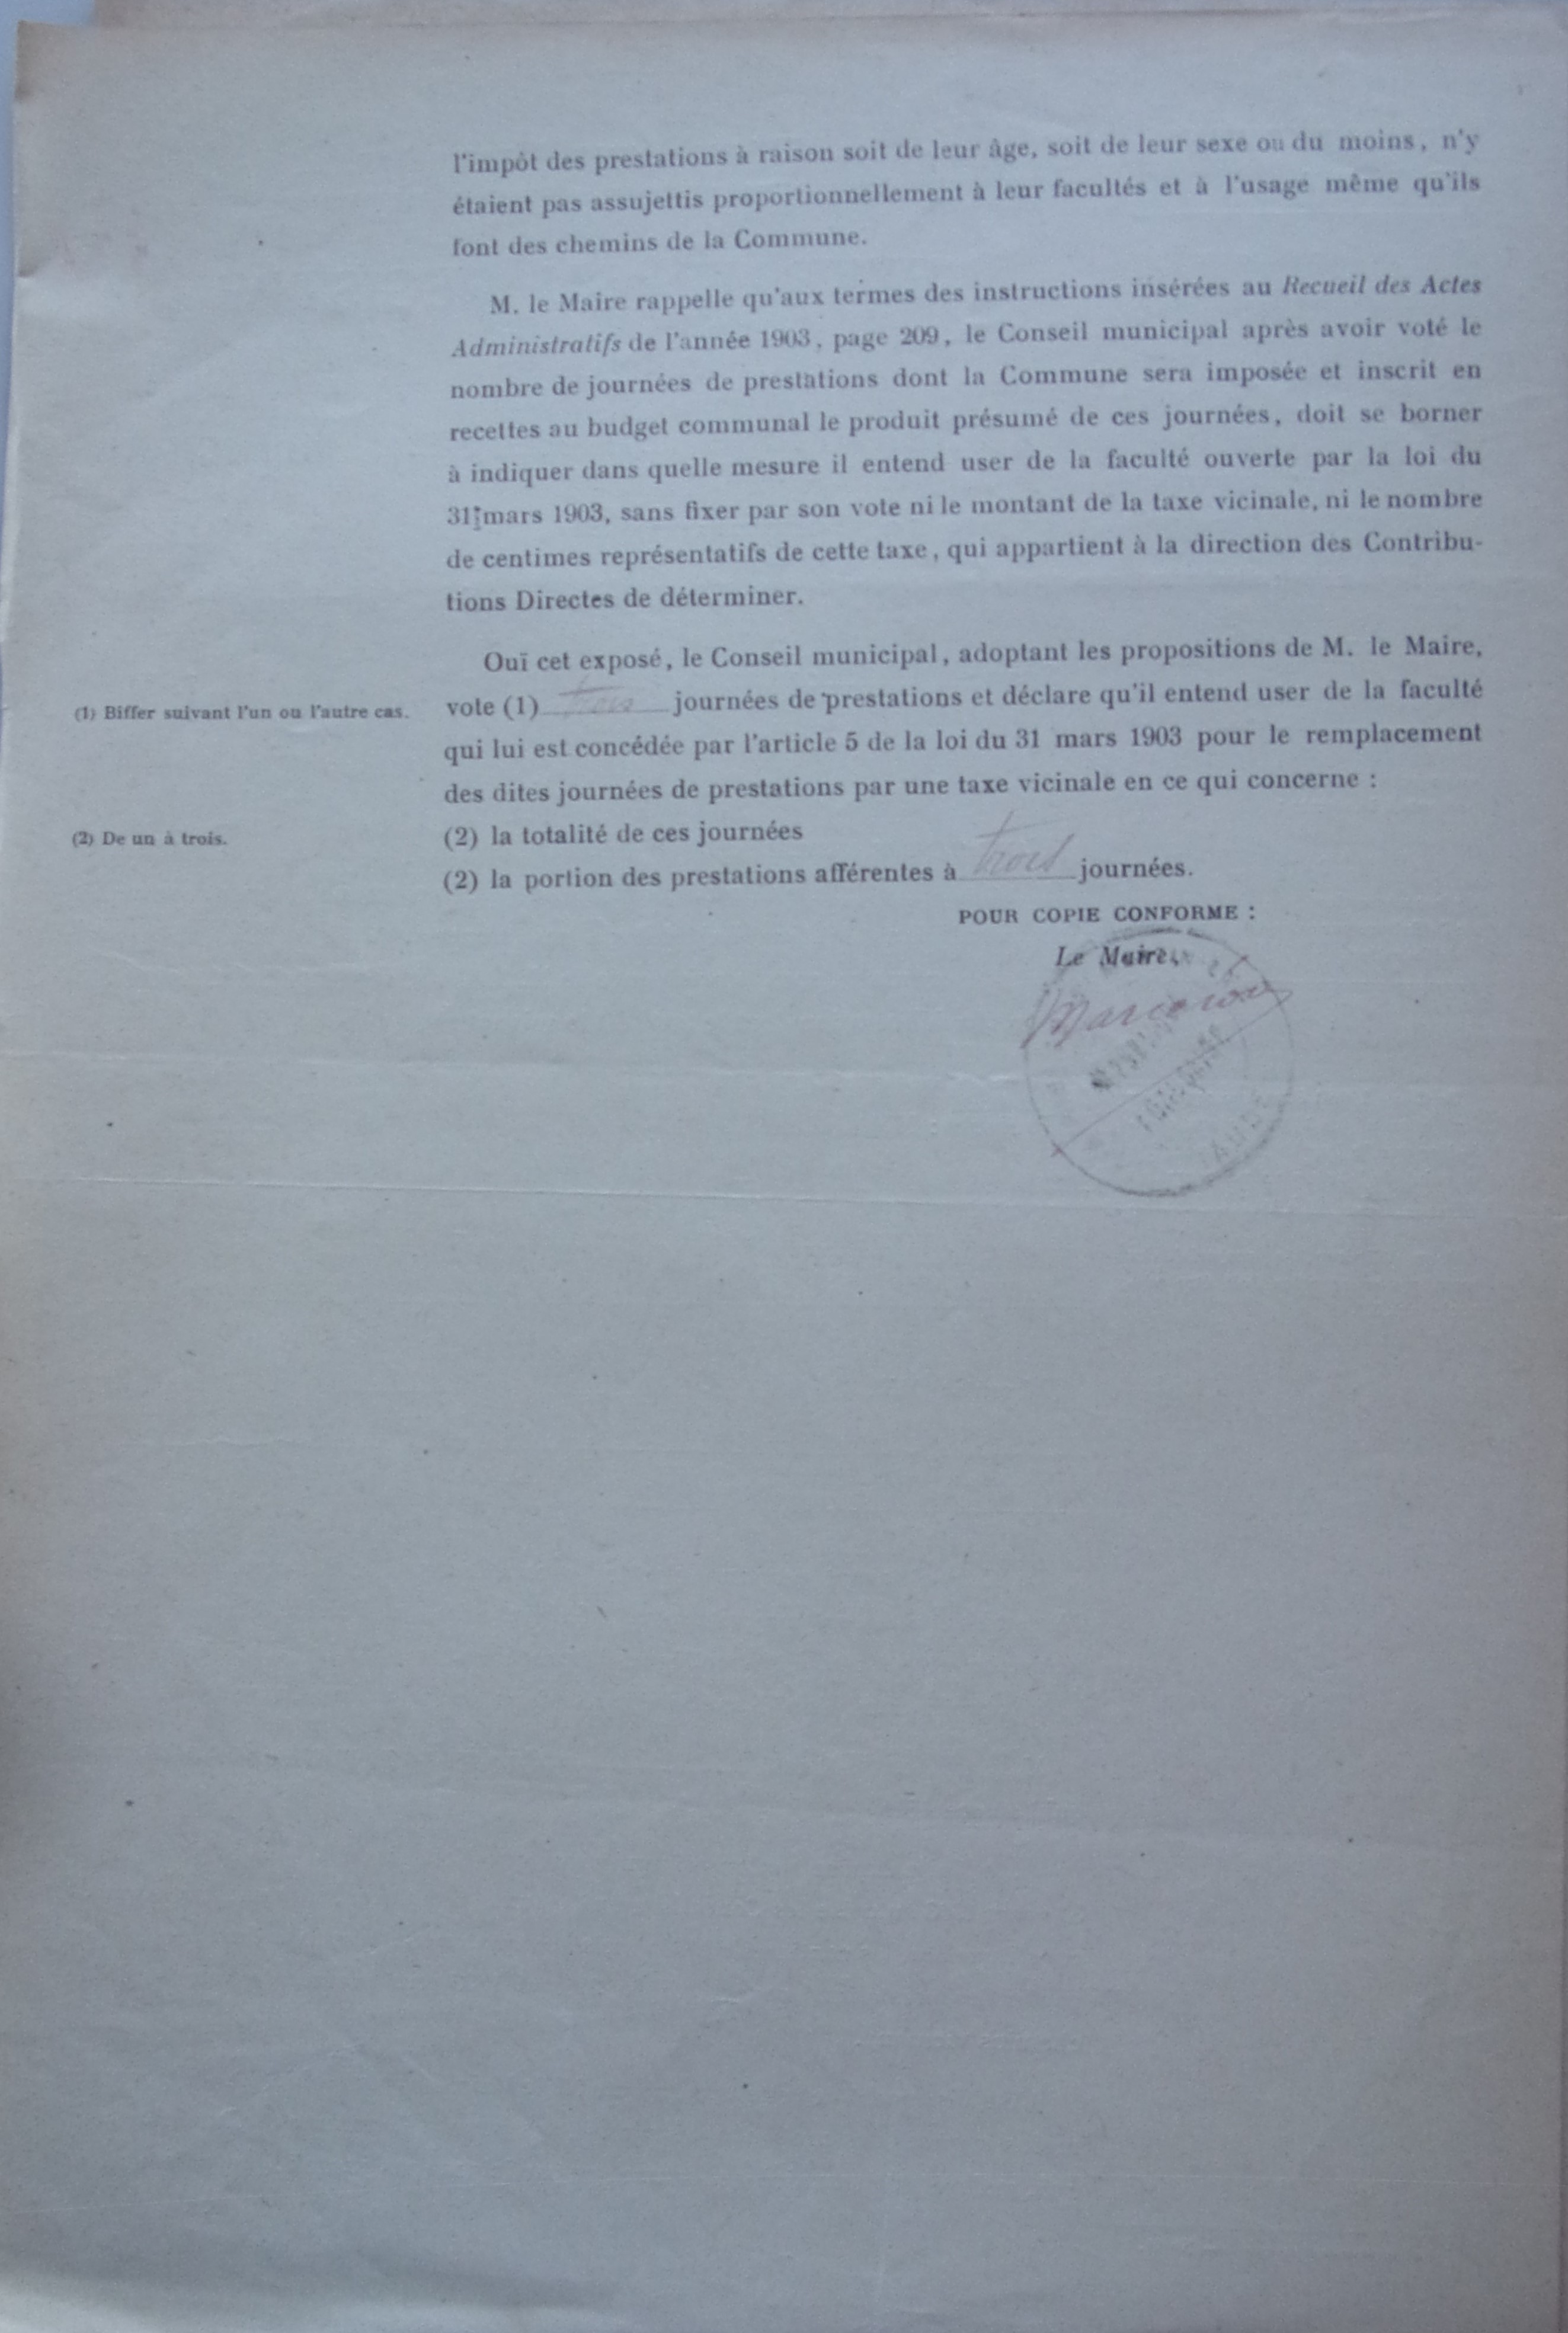 l'impôt des prestations à raison soit de leur âge, soit de leur sexe ou du moins, n'y
étaient pas assujettis proportionnellement à leur facultés et à l'usage même qu'ils
font des chemins de la Commune.
M. le Maire rappelle qu'aux termes des instructions insérées au Recueil des Actes
Administratifs de l'année 1903, page 209, le Conseil municipal après avoir voté le
nombre de journées de prestations dont la Commune sera imposée et inscrit en
recettes au budget communal le produit présumé de ces journées, doit se borner
à indiquer dans quelle mesure il entend user de la faculté ouverte par la loi du
31 mars 1903, sans fixer par son vote ni le montant de la taxe vicinale, ni le nombre
de centimes représentatifs de cette taxe, qui appartient à la direction des Contribu-
tions Directes de déterminer.
Ouï cet exposé, le Conseil municipal, adoptant les propositions de M. le Maire,
(1) Biffer suivant l'un ou l'autre cas.
vote (1) trois journées de prestations et déclare qu'il entend user de la faculté
qui lui est concédée par l'article 5 de la loi du 31 mars 1903 pour le remplacement
des dites journées de prestations par une taxe vicinale en ce qui concerne :
(2) De un à trois.
(2) la totalité de ces journées
(2) la portion des prestations afférentes à trois journées.
POUR COPIE CONFORME :
Le Maire,
AUDE